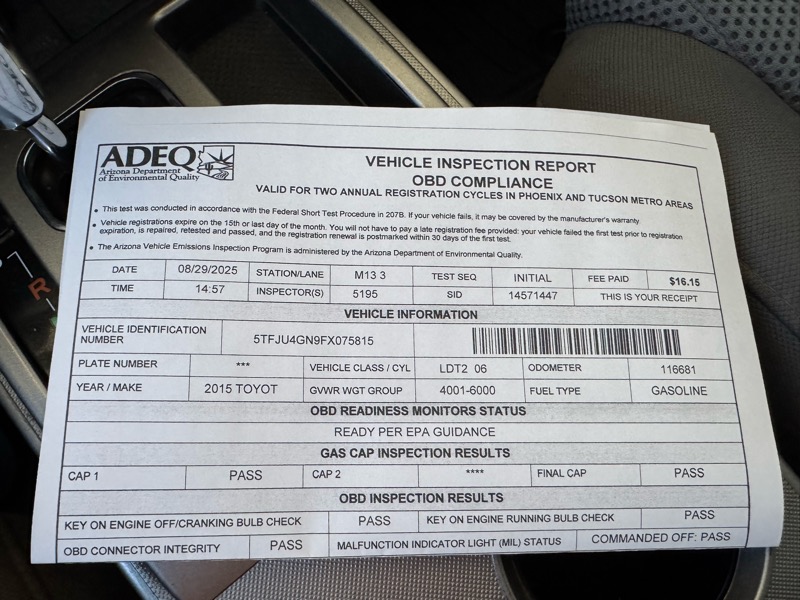 ADEQ
Arizona Department
of Environmental Quality
VEHICLE INSPECTION REPORT
OBD COMPLIANCE
VALID FOR TWO ANNUAL REGISTRATION CYCLES IN PHOENIX AND TUCSON METRO AREAS
• This test was conducted in accordance with the Federal Short Test Procedure in 207B. If your vehicle fails, it may be covered by the manufacturer's warranty.
• Vehicle registrations expire on the 15th or last day of the month. You will not have to pay a late registration fee provided: your vehicle failed the first test prior to registration
expiration, is repaired, retested and passed, and the registration renewal is postmarked within 30 days of the first test.
• The Arizona Vehicle Emissions Inspection Program is administered by the Arizona Department of Environmental Quality.
DATE 08/29/2025 STATION/LANE M13 3 TEST SEQ INITIAL FEE PAID $16.15
TIME 14:57 INSPECTOR(S) 5195 SID 14571447 THIS IS YOUR RECEIPT
VEHICLE INFORMATION
VEHICLE IDENTIFICATION
NUMBER 5TFJU4GN9FX075815
PLATE NUMBER *** VEHICLE CLASS / CYL LDT2 06 ODOMETER 116681
YEAR / MAKE 2015 TOYOT GVWR WGT GROUP 4001-6000 FUEL TYPE GASOLINE
OBD READINESS MONITORS STATUS
READY PER EPA GUIDANCE
GAS CAP INSPECTION RESULTS
CAP 1 PASS CAP 2 **** FINAL CAP PASS
OBD INSPECTION RESULTS
KEY ON ENGINE OFF/CRANKING BULB CHECK PASS KEY ON ENGINE RUNNING BULB CHECK PASS
OBD CONNECTOR INTEGRITY PASS MALFUNCTION INDICATOR LIGHT (MIL) STATUS COMMANDED OFF: PASS
R